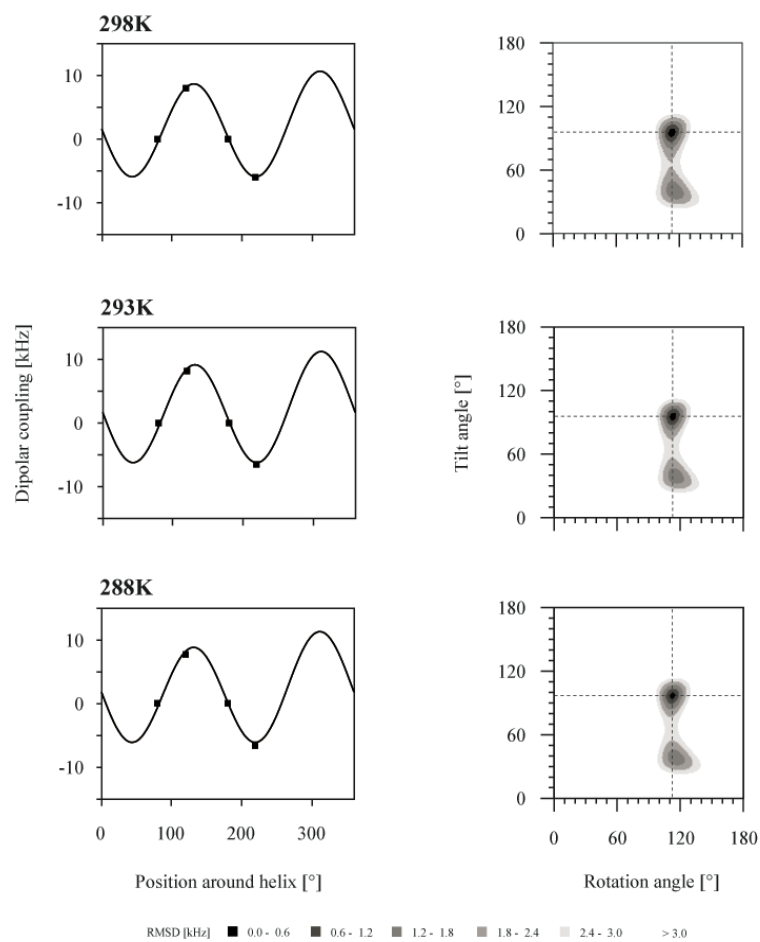 298K
10
0
-10
180
120
60
0
293K
10
0
-10
180
120
60
0
Dipolar coupling [kHz]
Tilt angle [°]
288K
10
0
-10
0 100 200 300
180
120
60
0
0 60 120 180
Position around helix [°]
Rotation angle [°]
RMSD [kHz] 0.0 - 0.6 0.6 - 1.2 1.2 - 1.8 1.8 - 2.4 2.4 - 3.0 > 3.0